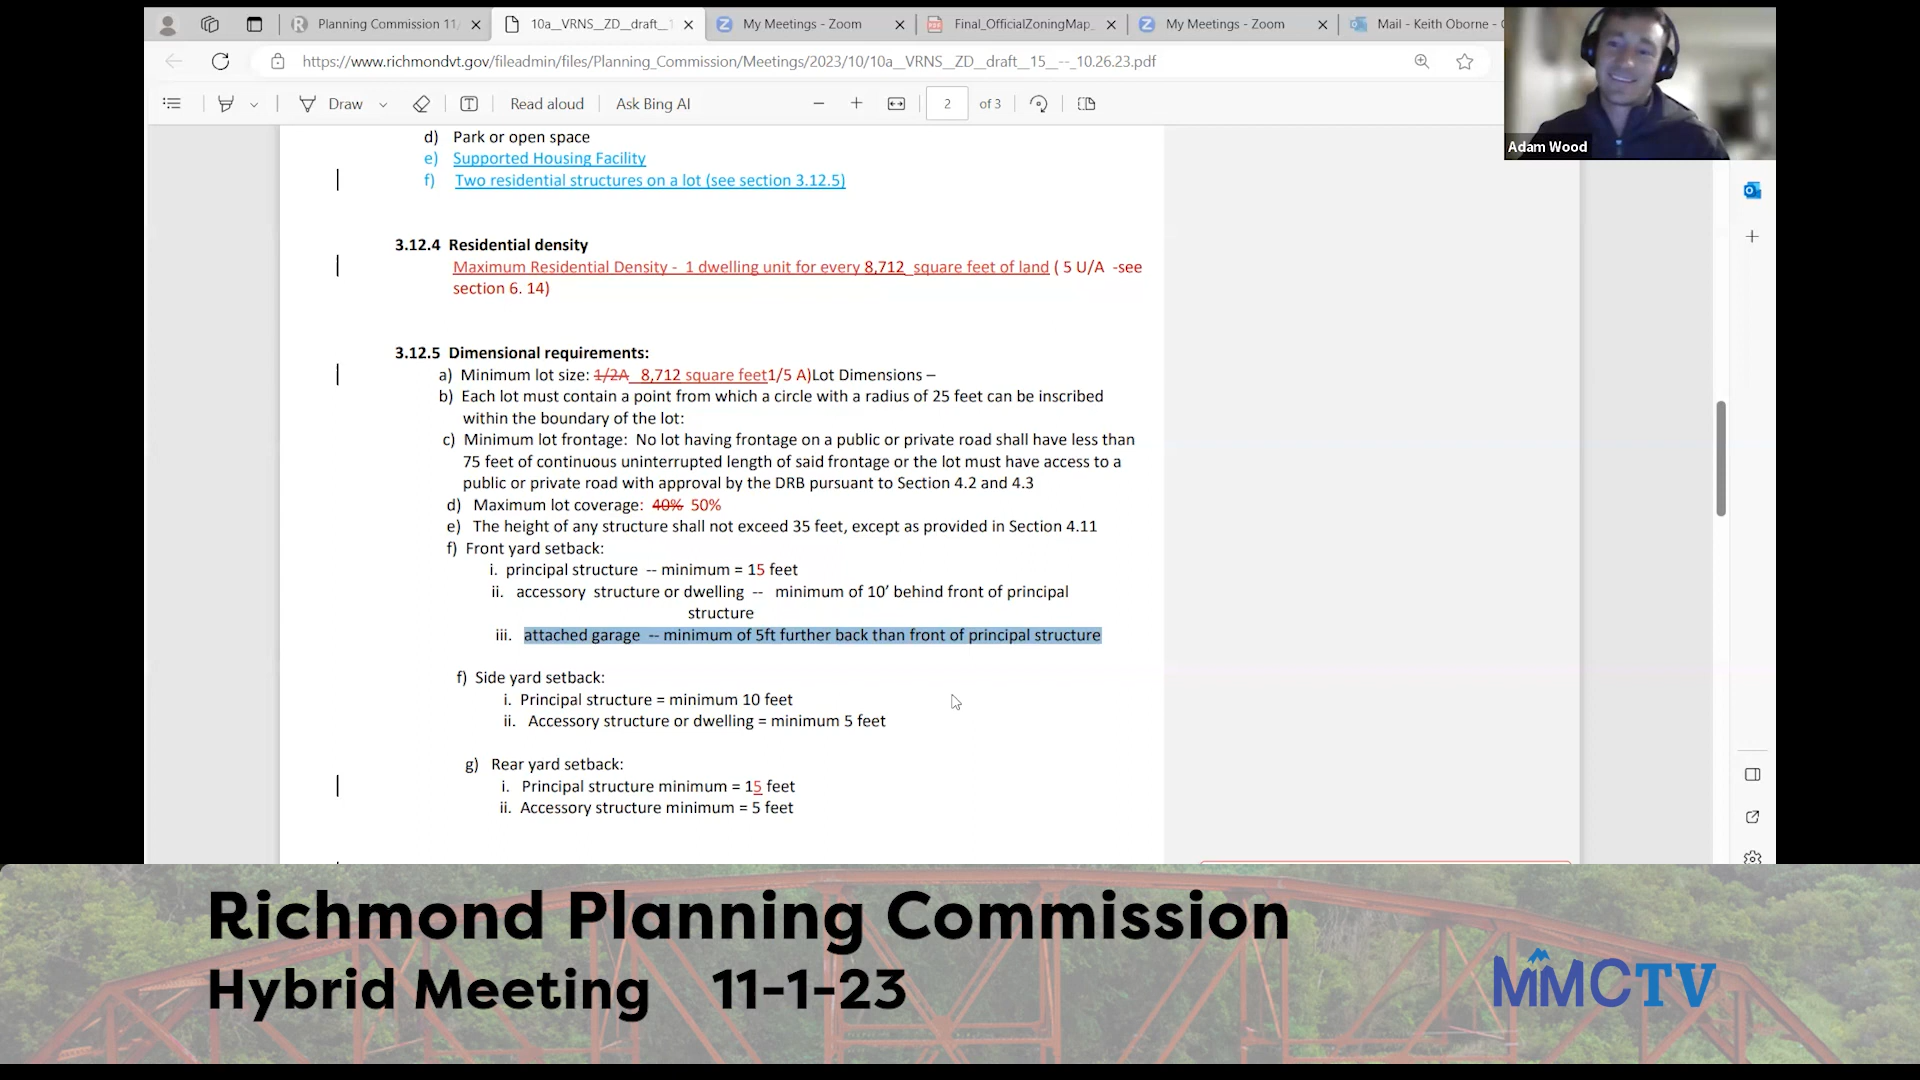 Planning Commission 11/
10a__VRNS__ZD__draft__1
My Meetings - Zoom
Final_OfficialZoningMap_
My Meetings - Zoom
Mail - Keith Oborne -
https://www.richmondvt.gov/fileadmin/files/Planning_Commission/Meetings/2023/10/10a__VRNS__ZD__draft__15__--_10.26.23.pdf
Draw
Read aloud
Ask Bing AI
2 of 3
Adam Wood
d) Park or open space
e) Supported Housing Facility
f) Two residential structures on a lot (see section 3.12.5)
3.12.4 Residential density
Maximum Residential Density - 1 dwelling unit for every 8,712 square feet of land ( 5 U/A -see
section 6. 14)
3.12.5 Dimensional requirements:
a) Minimum lot size: 1/2A 8,712 square feet1/5 A)Lot Dimensions –
b) Each lot must contain a point from which a circle with a radius of 25 feet can be inscribed
within the boundary of the lot:
c) Minimum lot frontage: No lot having frontage on a public or private road shall have less than
75 feet of continuous uninterrupted length of said frontage or the lot must have access to a
public or private road with approval by the DRB pursuant to Section 4.2 and 4.3
d) Maximum lot coverage: 40% 50%
e) The height of any structure shall not exceed 35 feet, except as provided in Section 4.11
f) Front yard setback:
i. principal structure -- minimum = 15 feet
ii. accessory structure or dwelling -- minimum of 10’ behind front of principal
structure
iii. attached garage -- minimum of 5ft further back than front of principal structure
f) Side yard setback:
i. Principal structure = minimum 10 feet
ii. Accessory structure or dwelling = minimum 5 feet
g) Rear yard setback:
i. Principal structure minimum = 15 feet
ii. Accessory structure minimum = 5 feet
Richmond Planning Commission
Hybrid Meeting 11-1-23
MMCTV